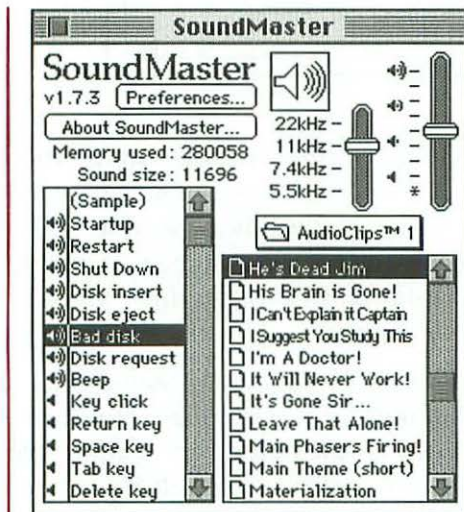 SoundMaster
SoundMaster
v1.7.3 Preferences...
About SoundMaster...
Memory used: 280058
Sound size: 11696
22kHz
11kHz
7.4kHz
5.5kHz
*
(Sample)
Startup
Restart
Shut Down
Disk insert
Disk eject
Bad disk
Disk request
Beep
Key click
Return key
Space key
Tab key
Delete key
AudioClips™ 1
He's Dead Jim
His Brain is Gone!
I Can't Explain it Captain
I Suggest You Study This
I'm A Doctor!
It Will Never Work!
It's Gone Sir...
Leave That Alone!
Main Phasers Firing!
Main Theme (short)
Materialization